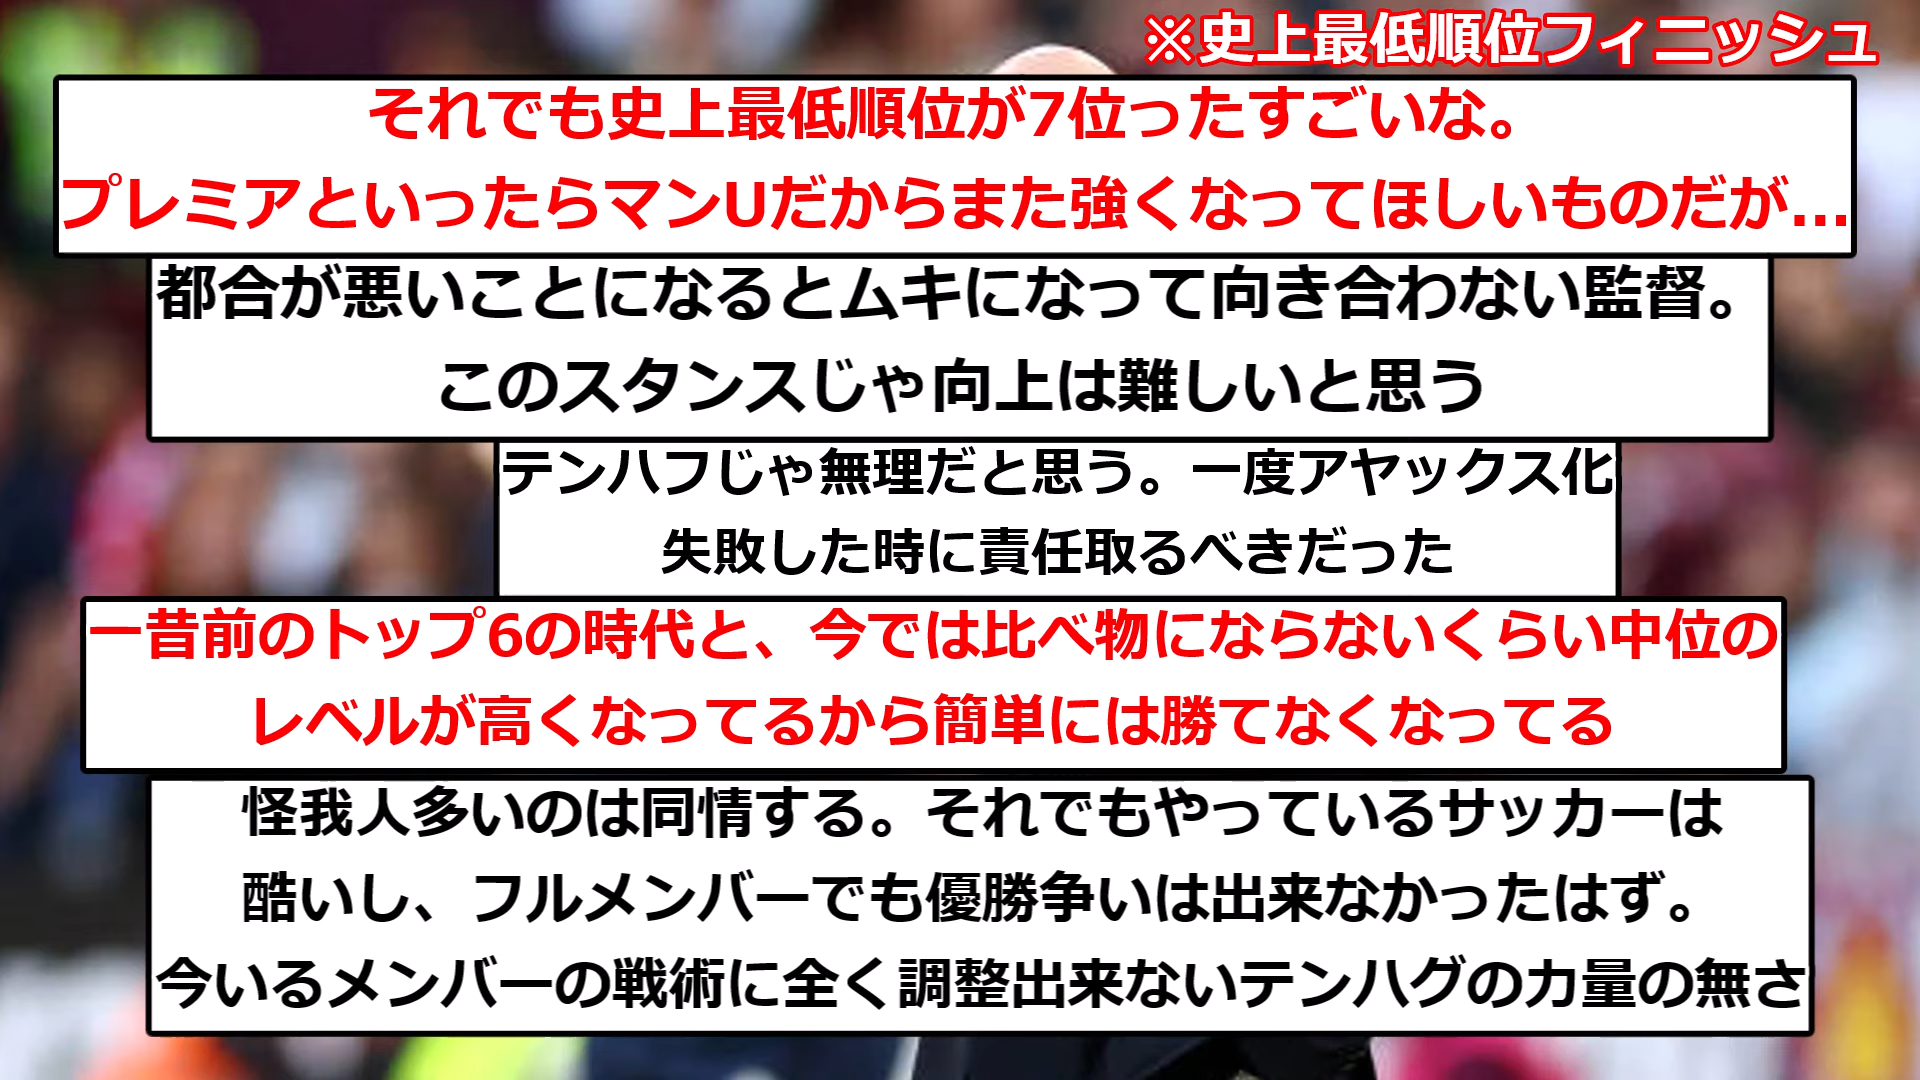 ※史上最低順位フィニッシュ
それでも史上最低順位が7位ったすごいな。
プレミアといったらマンUだからまた強くなってほしいものだが…
都合が悪いことになるとムキになって向き合わない監督。
このスタンスじゃ向上は難しいと思う
テンハフじゃ無理だと思う。一度アヤックス化
失敗した時に責任取るべきだった
一昔前のトップ6の時代と、今では比べ物にならないくらい中位の
レベルが高くなってるから簡単には勝てなくなってる
怪我人多いのは同情する。それでもやっているサッカーは
酷いし、フルメンバーでも優勝争いは出来なかったはず。
今いるメンバーの戦術に全く調整出来ないテンハグの力量の無さ